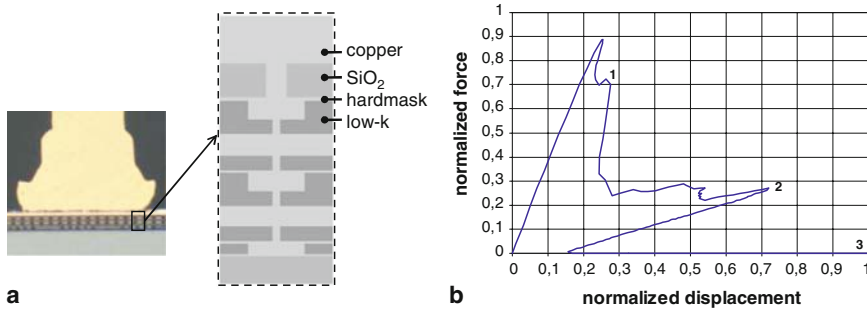 copper
SiO₂
hardmask
low-k
a
normalized force
1
0,9
0,8
0,7
0,6
0,5
0,4
0,3
0,2
0,1
0
1
2
3
0 0,1 0,2 0,3 0,4 0,5 0,6 0,7 0,8 0,9 1
normalized displacement
b